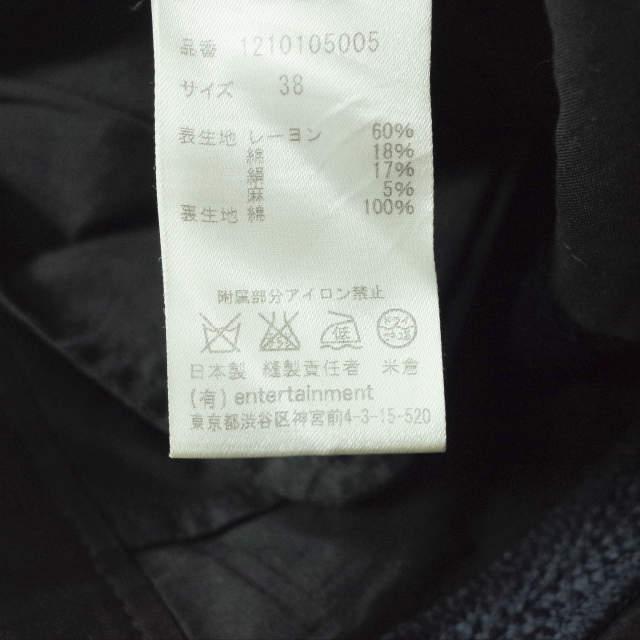 品番 1210105005
サイズ 38
表生地 レーヨン 60%
綿 18%
絹 17%
麻 5%
表生地 綿 100%
附属部分アイロン禁止
日本製 縫製責任者 米倉
(有) entertainment
東京都渋谷区神宮前4-3-15-520